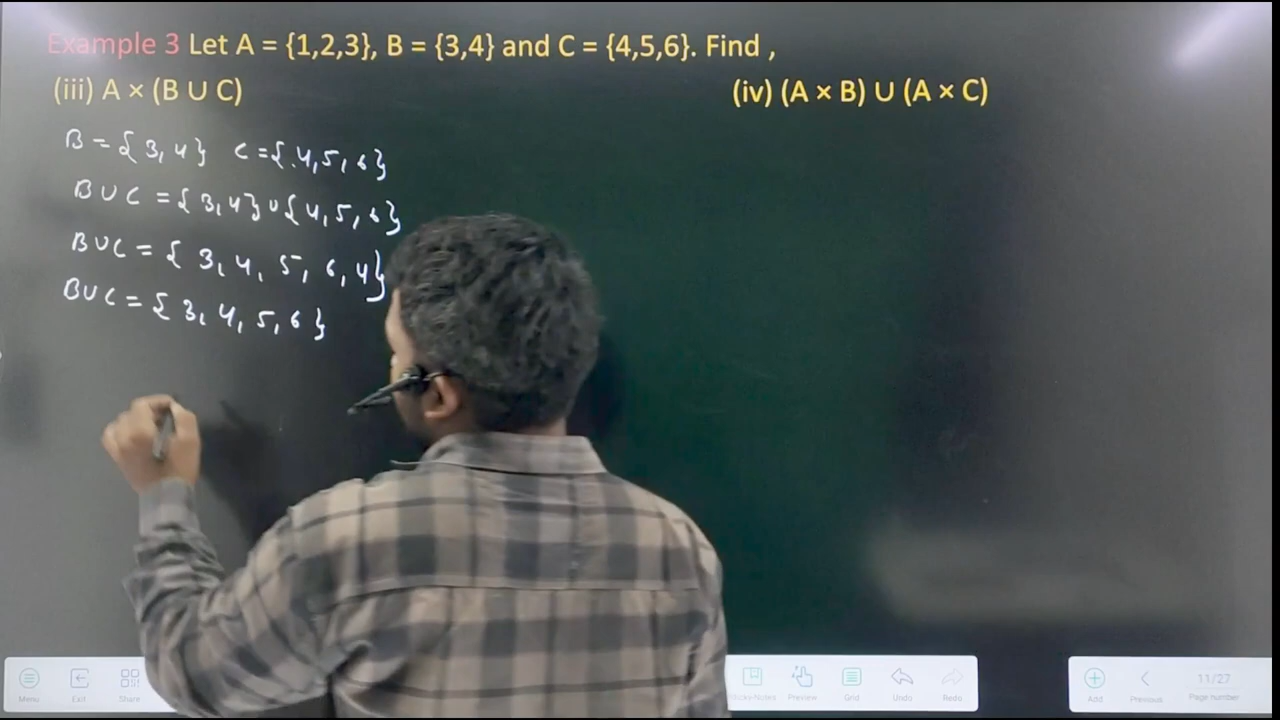 Example 3 Let A = {1,2,3}, B = {3,4} and C = {4,5,6}. Find ,
(iii) A × (B ∪ C)
(iv) (A × B) ∪ (A × C)
B = {3,4} C = {.4,5,6}
B ∪ C = {3,4} ∪ {4,5,6}
B ∪ C = {3,4,5,6,4}
B ∪ C = {3,4,5,6}
Menu Exit Share Preview Grid Undo Redo Add Previous 11/27 Page number